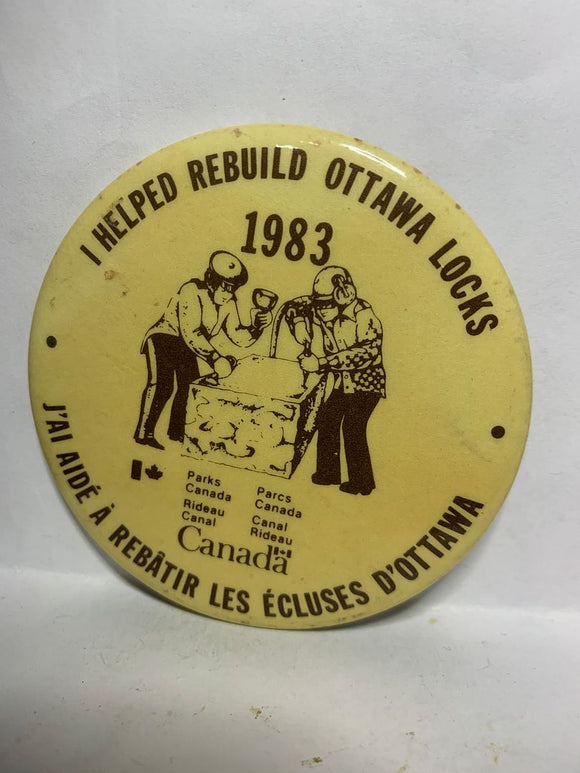 I HELPED REBUILD OTTAWA LOCKS
1983
Parks
Canada
Rideau
Canal
Parcs
Canada
Canal
Rideau
Canada
J'AI AIDÉ À REBÂTIR LES ÉCLUSES D'OTTAWA